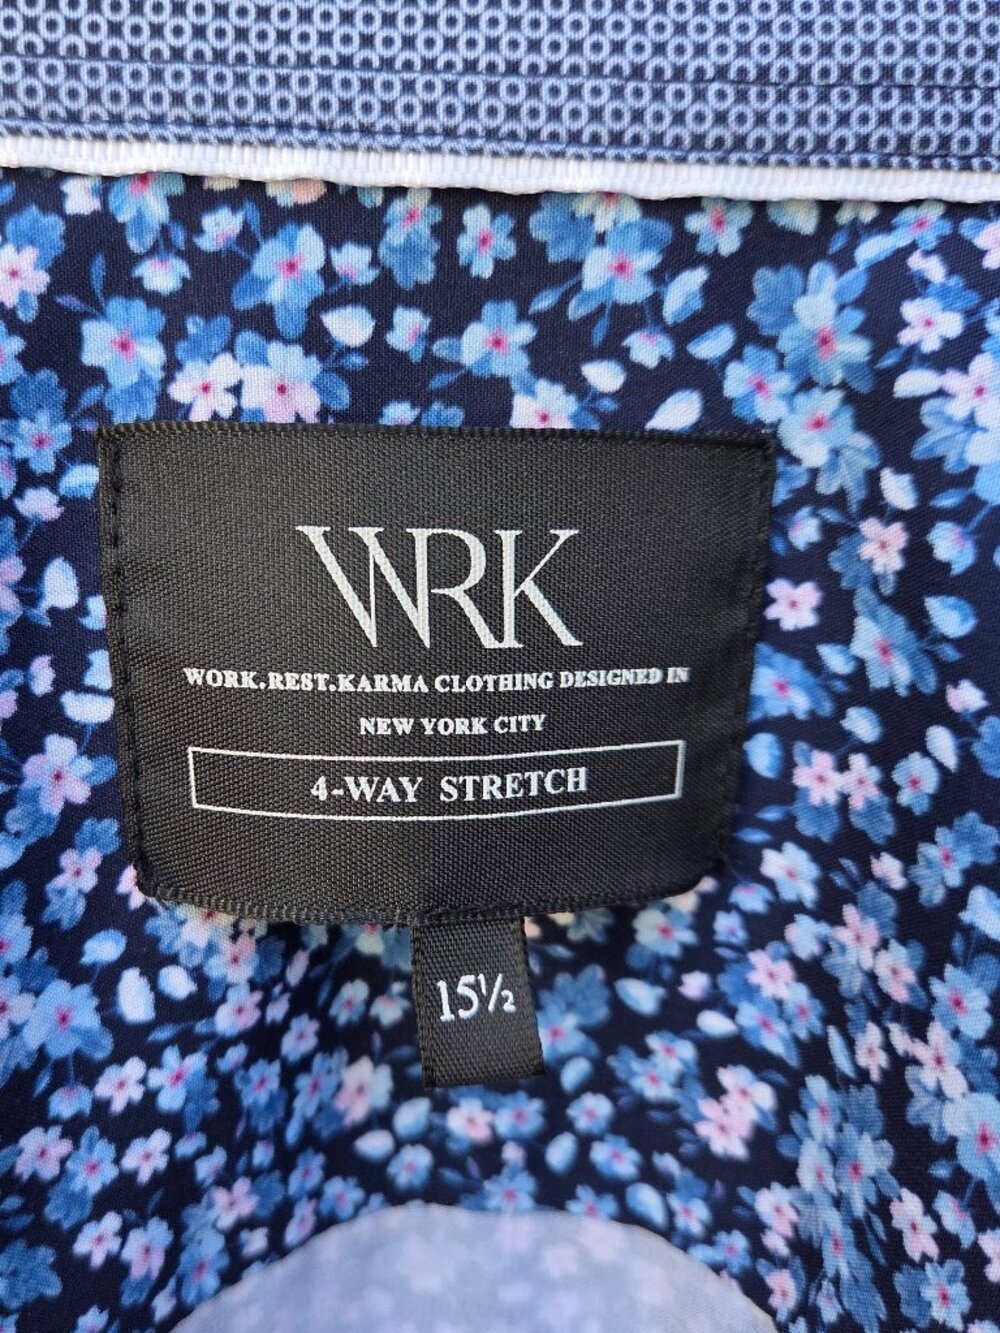 WRK
WORK.REST.KARMA CLOTHING DESIGNED IN
NEW YORK CITY
4-WAY STRETCH
15½